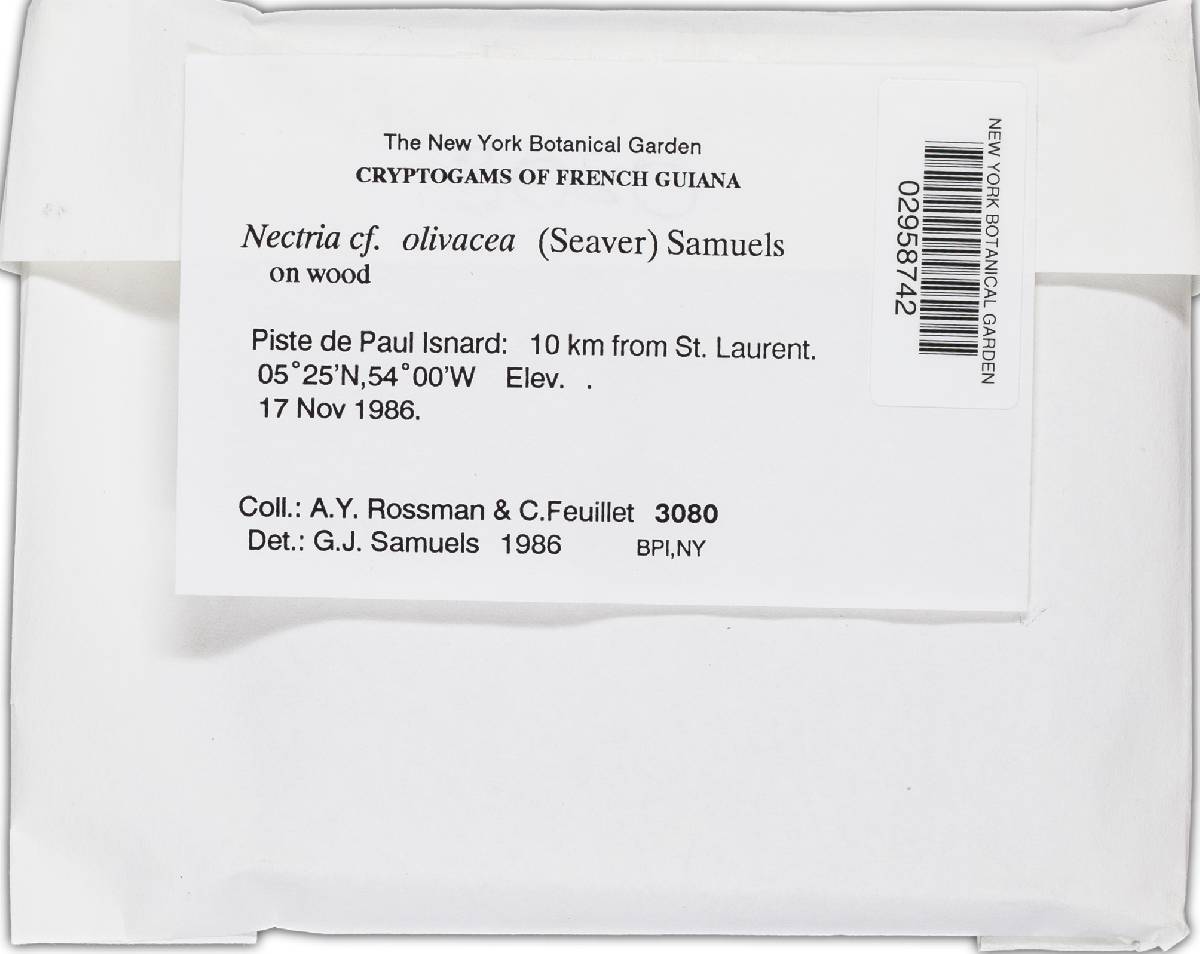 The New York Botanical Garden
CRYPTOGAMS OF FRENCH GUIANA
Nectria cf. olivacea (Seaver) Samuels
on wood
Piste de Paul Isnard: 10 km from St. Laurent.
05°25'N,54°00'W Elev. .
17 Nov 1986.
Coll.: A.Y. Rossman & C.Feuillet 3080
Det.: G.J. Samuels 1986 BPI,NY
NEW YORK BOTANICAL GARDEN
02958742